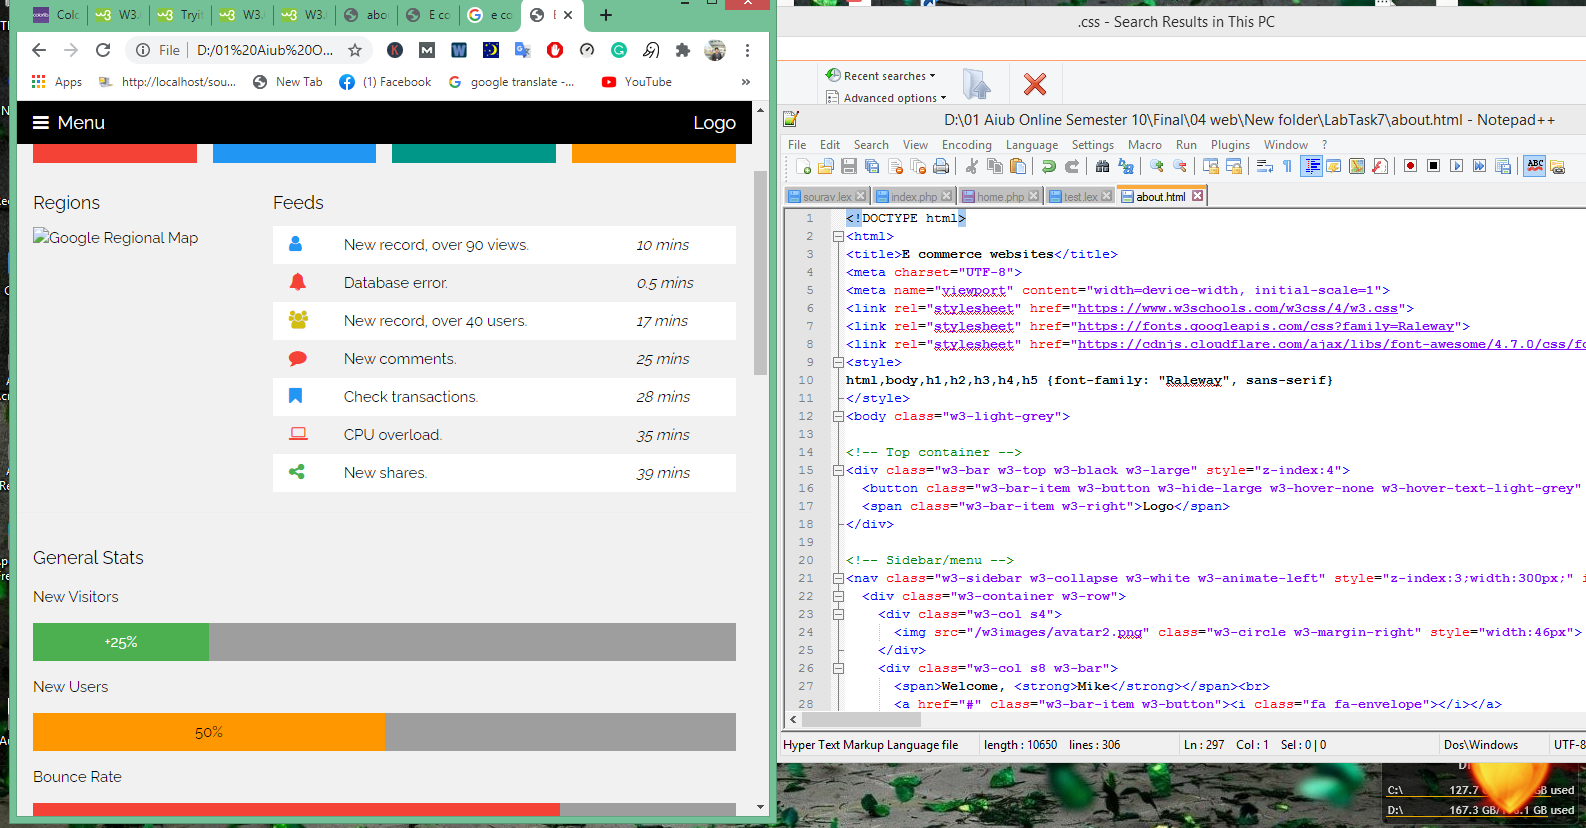 Colo
W3.
Tryi
W3.
W3.
abo
E co
e co
E
File
D:/01%20Aiub%20O...
Apps
http://localhost/sou...
New Tab
(1) Facebook
google translate -...
YouTube
»
Menu
Logo
Regions
Google Regional Map
Feeds
New record, over 90 views. 10 mins
Database error. 0.5 mins
New record, over 40 users. 17 mins
New comments. 25 mins
Check transactions. 28 mins
CPU overload. 35 mins
New shares. 39 mins
General Stats
New Visitors
+25%
New Users
50%
Bounce Rate
.css - Search Results in This PC
Recent searches
Advanced options
D:\01 Aiub Online Semester 10\Final\04 web\New folder\LabTask7\about.html - Notepad++
File Edit Search View Encoding Language Settings Macro Run Plugins Window ?
sourav.lex index.php home.php test.lex about.html
1 <!DOCTYPE html>
2 <html>
3 <title>E commerce websites</title>
4 <meta charset="UTF-8">
5 <meta name="viewport" content="width=device-width, initial-scale=1">
6 <link rel="stylesheet" href="https://www.w3schools.com/w3css/4/w3.css">
7 <link rel="stylesheet" href="https://fonts.googleapis.com/css?family=Raleway">
8 <link rel="stylesheet" href="https://cdnjs.cloudflare.com/ajax/libs/font-awesome/4.7.0/css/fo
9 <style>
10 html,body,h1,h2,h3,h4,h5 {font-family: "Raleway", sans-serif}
11 </style>
12 <body class="w3-light-grey">
13
14 <!-- Top container -->
15 <div class="w3-bar w3-top w3-black w3-large" style="z-index:4">
16 <button class="w3-bar-item w3-button w3-hide-large w3-hover-none w3-hover-text-light-grey"
17 <span class="w3-bar-item w3-right">Logo</span>
18 </div>
19
20 <!-- Sidebar/menu -->
21 <nav class="w3-sidebar w3-collapse w3-white w3-animate-left" style="z-index:3;width:300px;" i
22 <div class="w3-container w3-row">
23 <div class="w3-col s4">
24 <img src="/w3images/avatar2.png" class="w3-circle w3-margin-right" style="width:46px">
25 </div>
26 <div class="w3-col s8 w3-bar">
27 <span>Welcome, <strong>Mike</strong></span><br>
28 <a href="#" class="w3-bar-item w3-button"><i class="fa fa-envelope"></i></a>
Hyper Text Markup Language file length : 10650 lines : 306 Ln : 297 Col : 1 Sel : 0 | 0 Dos\Windows UTF-8
C:\ 127.7 GB used
D:\ 167.3 GB/ .1 GB used